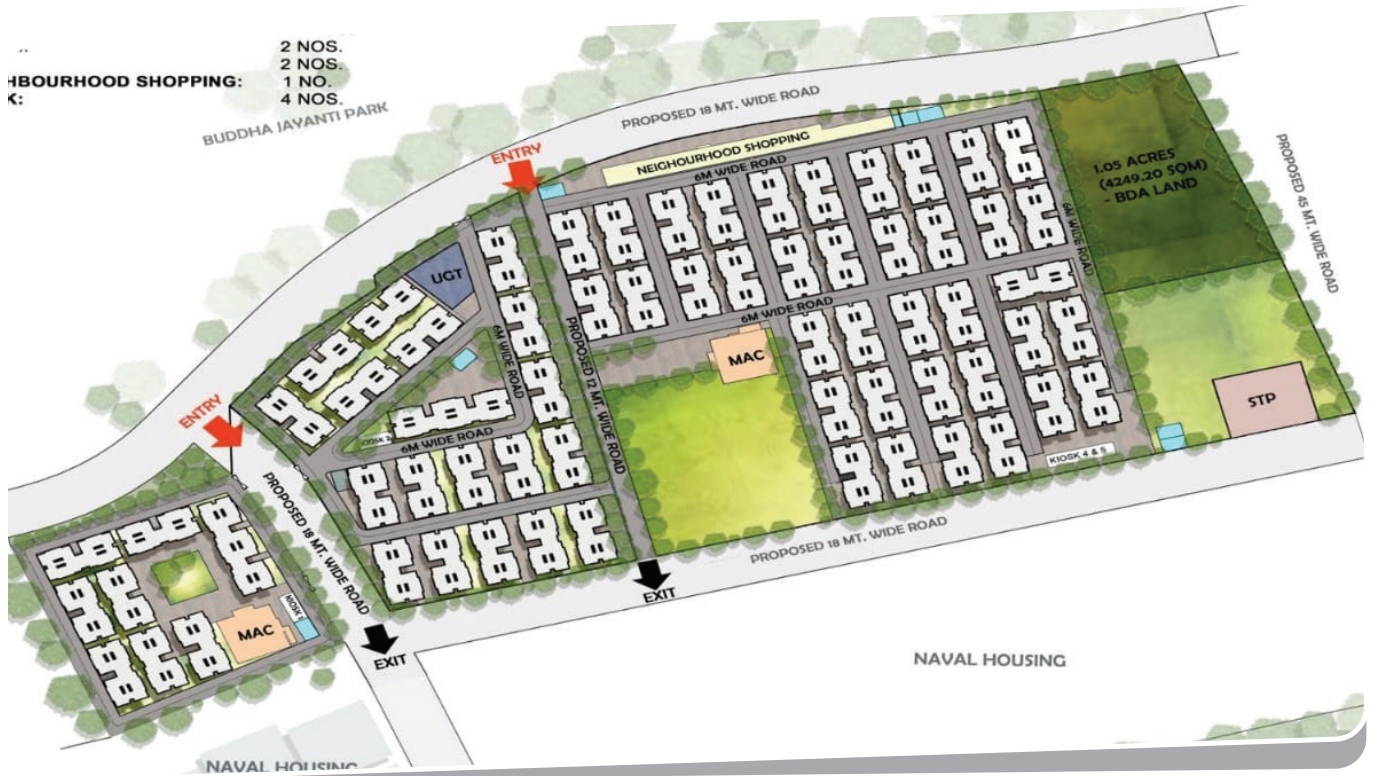 2 NOS.
2 NOS.
HBOURHOOD SHOPPING: 1 NO.
K: 4 NOS.
BUDDHA JAYANTI PARK
PROPOSED 18 MT. WIDE ROAD
ENTRY
NEIGHOURHOOD SHOPPING
6M WIDE ROAD
1.05 ACRES
(4249.20 SQM)
- BDA LAND
PROPOSED 45 MT. WIDE ROAD
6M WIDE ROAD
UGT
6M WIDE ROAD
6M WIDE ROAD
PROPOSED 12 MT. WIDE ROAD
MAC
STP
ENTRY
KIOSK 2
6M WIDE ROAD
KIOSK 4 & 5
PROPOSED 18 MT. WIDE ROAD
PROPOSED 18 MT. WIDE ROAD
EXIT
KIOSK
MAC
EXIT
NAVAL HOUSING
NAVAL HOUSING